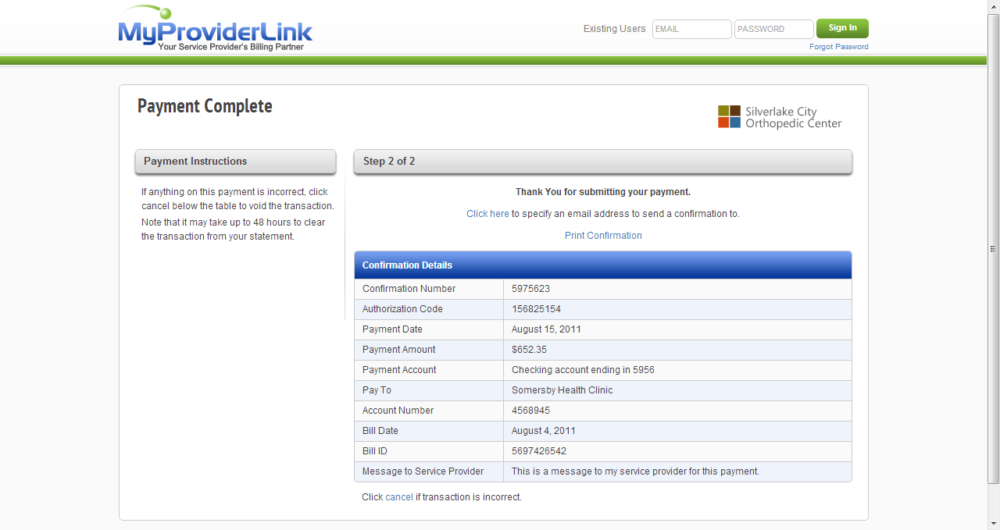 MyProviderLink
Your Service Provider's Billing Partner
Existing Users EMAIL PASSWORD Sign In
Forgot Password
Payment Complete
Silverlake City
Orthopedic Center
Payment Instructions
If anything on this payment is incorrect, click
cancel below the table to void the transaction.
Note that it may take up to 48 hours to clear
the transaction from your statement.
Step 2 of 2
Thank You for submitting your payment.
Click here to specify an email address to send a confirmation to.
Print Confirmation
Confirmation Details
Confirmation Number 5975623
Authorization Code 156825154
Payment Date August 15, 2011
Payment Amount $652.35
Payment Account Checking account ending in 5956
Pay To Somersby Health Clinic
Account Number 4568945
Bill Date August 4, 2011
Bill ID 5697426542
Message to Service Provider This is a message to my service provider for this payment.
Click cancel if transaction is incorrect.